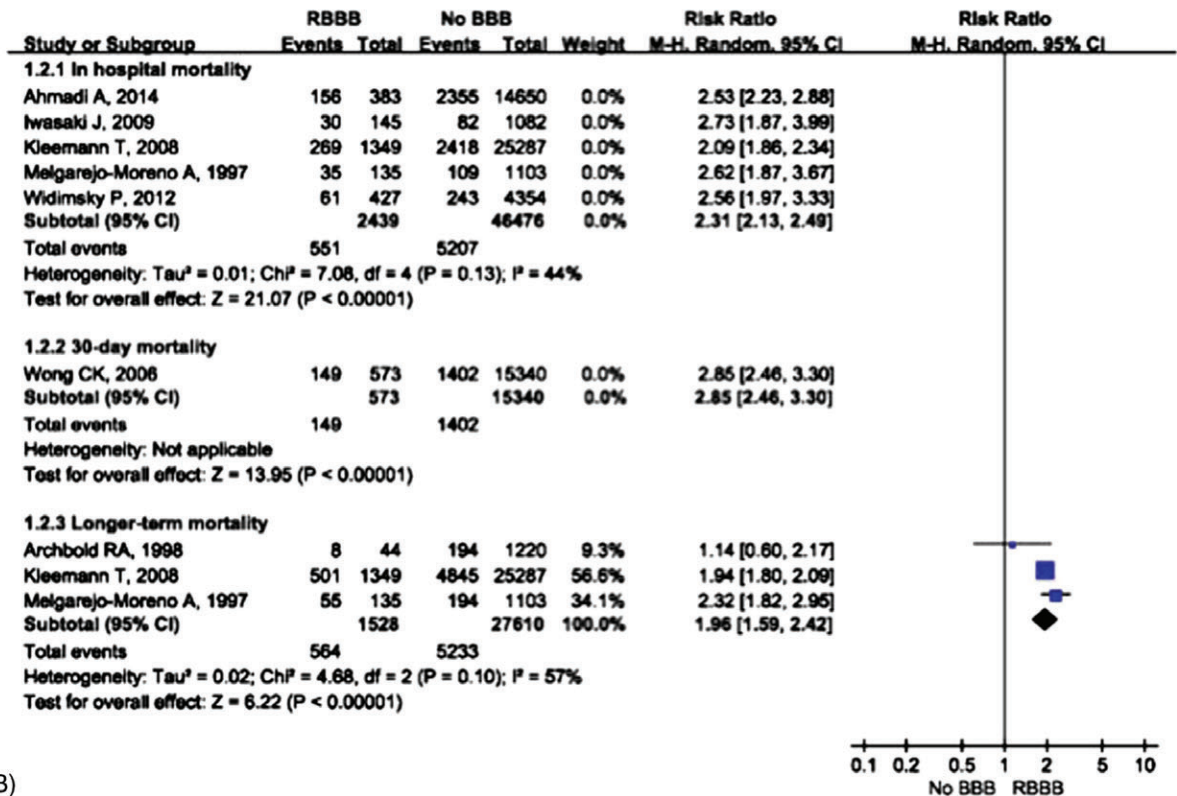 RBBB No BBB Risk Ratio Risk Ratio
Study or Subgroup Events Total Events Total Weight M-H, Random, 95% CI M-H, Random, 95% CI
1.2.1 In hospital mortality
Ahmadi A, 2014 156 383 2355 14650 0.0% 2.53 [2.23, 2.88]
Iwasaki J, 2009 30 145 82 1082 0.0% 2.73 [1.87, 3.99]
Kleemann T, 2008 269 1349 2418 25287 0.0% 2.09 [1.86, 2.34]
Melgarejo-Moreno A, 1997 35 135 109 1103 0.0% 2.62 [1.87, 3.67]
Widimsky P, 2012 61 427 243 4354 0.0% 2.56 [1.97, 3.33]
Subtotal (95% CI) 2439 46476 0.0% 2.31 [2.13, 2.49]
Total events 551 5207
Heterogeneity: Tau² = 0.01; Chi² = 7.08, df = 4 (P = 0.13); I² = 44%
Test for overall effect: Z = 21.07 (P < 0.00001)
1.2.2 30-day mortality
Wong CK, 2006 149 573 1402 15340 0.0% 2.85 [2.46, 3.30]
Subtotal (95% CI) 573 15340 0.0% 2.85 [2.46, 3.30]
Total events 149 1402
Heterogeneity: Not applicable
Test for overall effect: Z = 13.95 (P < 0.00001)
1.2.3 Longer-term mortality
Archbold RA, 1998 8 44 194 1220 9.3% 1.14 [0.60, 2.17]
Kleemann T, 2008 501 1349 4845 25287 56.6% 1.94 [1.80, 2.09]
Melgarejo-Moreno A, 1997 55 135 194 1103 34.1% 2.32 [1.82, 2.95]
Subtotal (95% CI) 1528 27610 100.0% 1.96 [1.59, 2.42]
Total events 564 5233
Heterogeneity: Tau² = 0.02; Chi² = 4.68, df = 2 (P = 0.10); I² = 57%
Test for overall effect: Z = 6.22 (P < 0.00001)
0.1 0.2 0.5 1 2 5 10
No BBB RBBB
3)